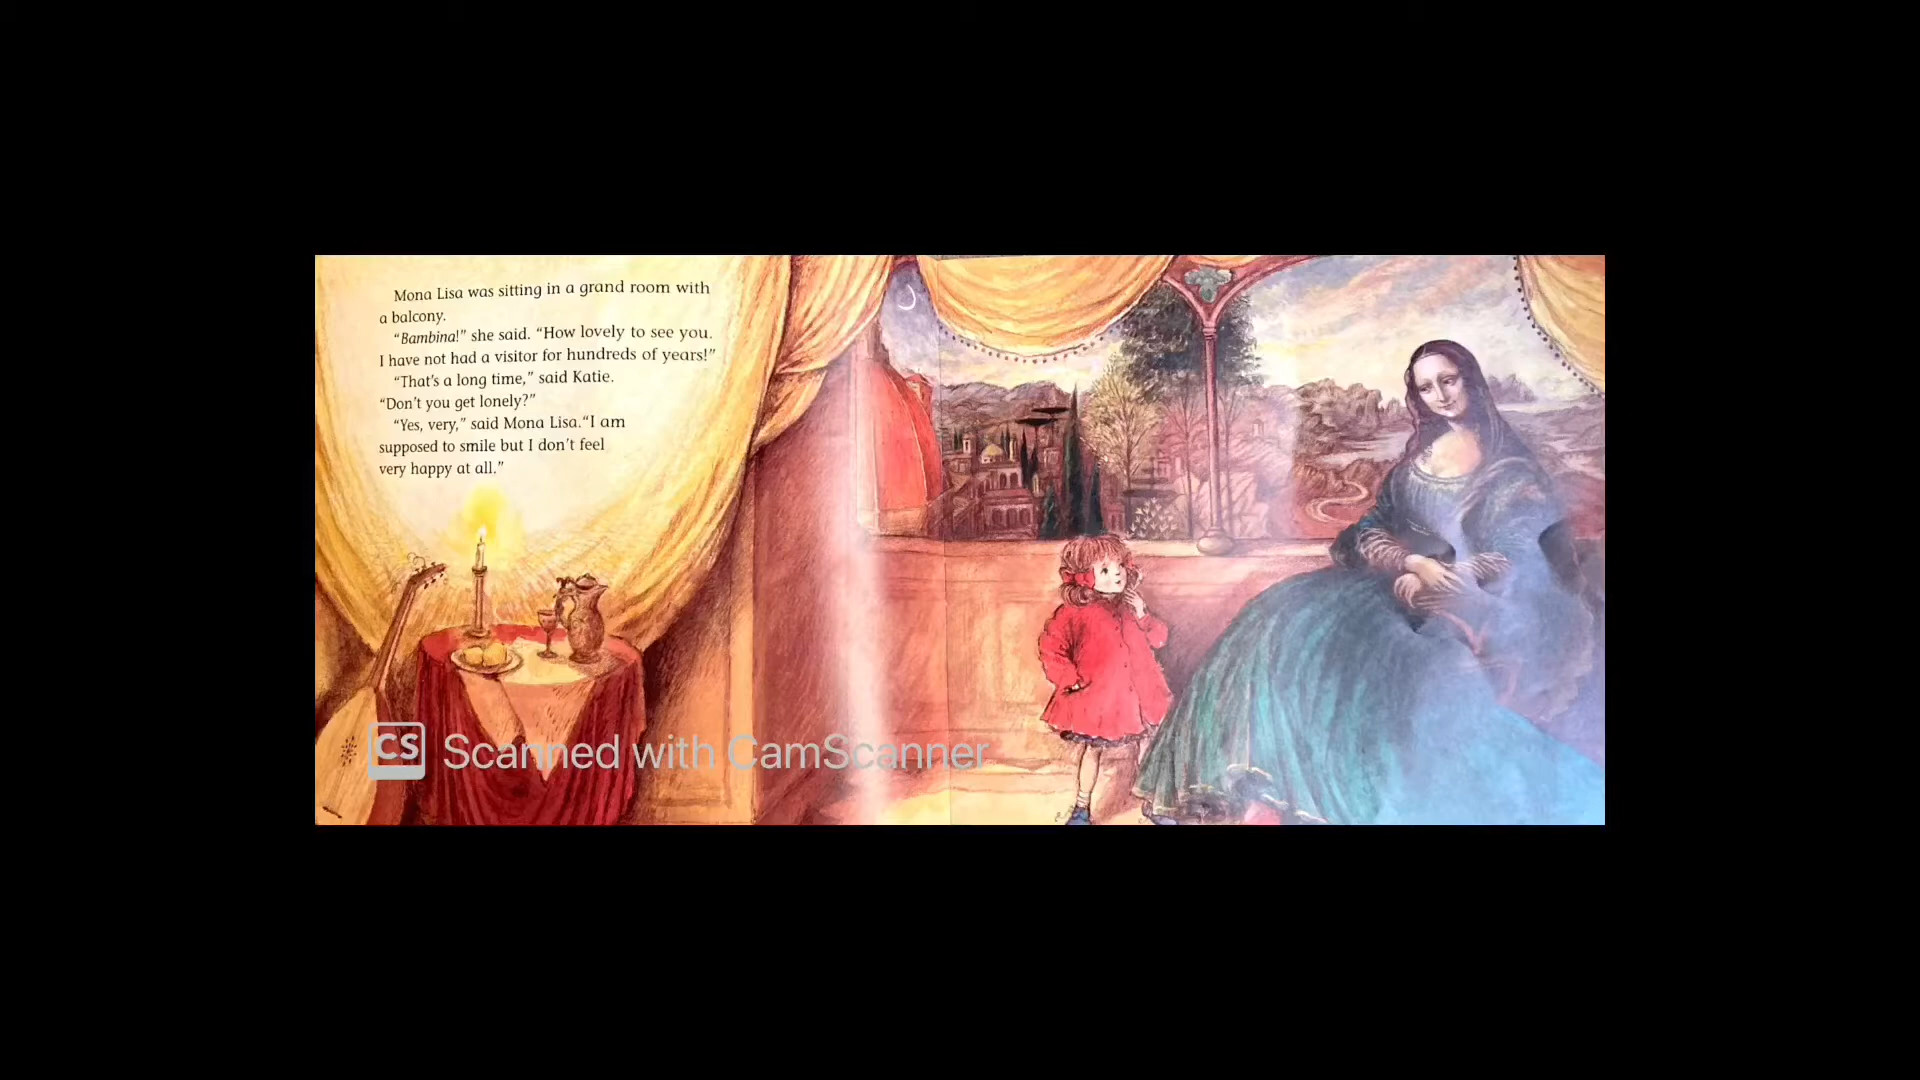 Mona Lisa was sitting in a grand room with
a balcony.
“Bambina!” she said. “How lovely to see you.
I have not had a visitor for hundreds of years!”
“That’s a long time,” said Katie.
“Don’t you get lonely?”
“Yes, very,” said Mona Lisa.“I am
supposed to smile but I don’t feel
very happy at all.”
CS Scanned with CamScanner